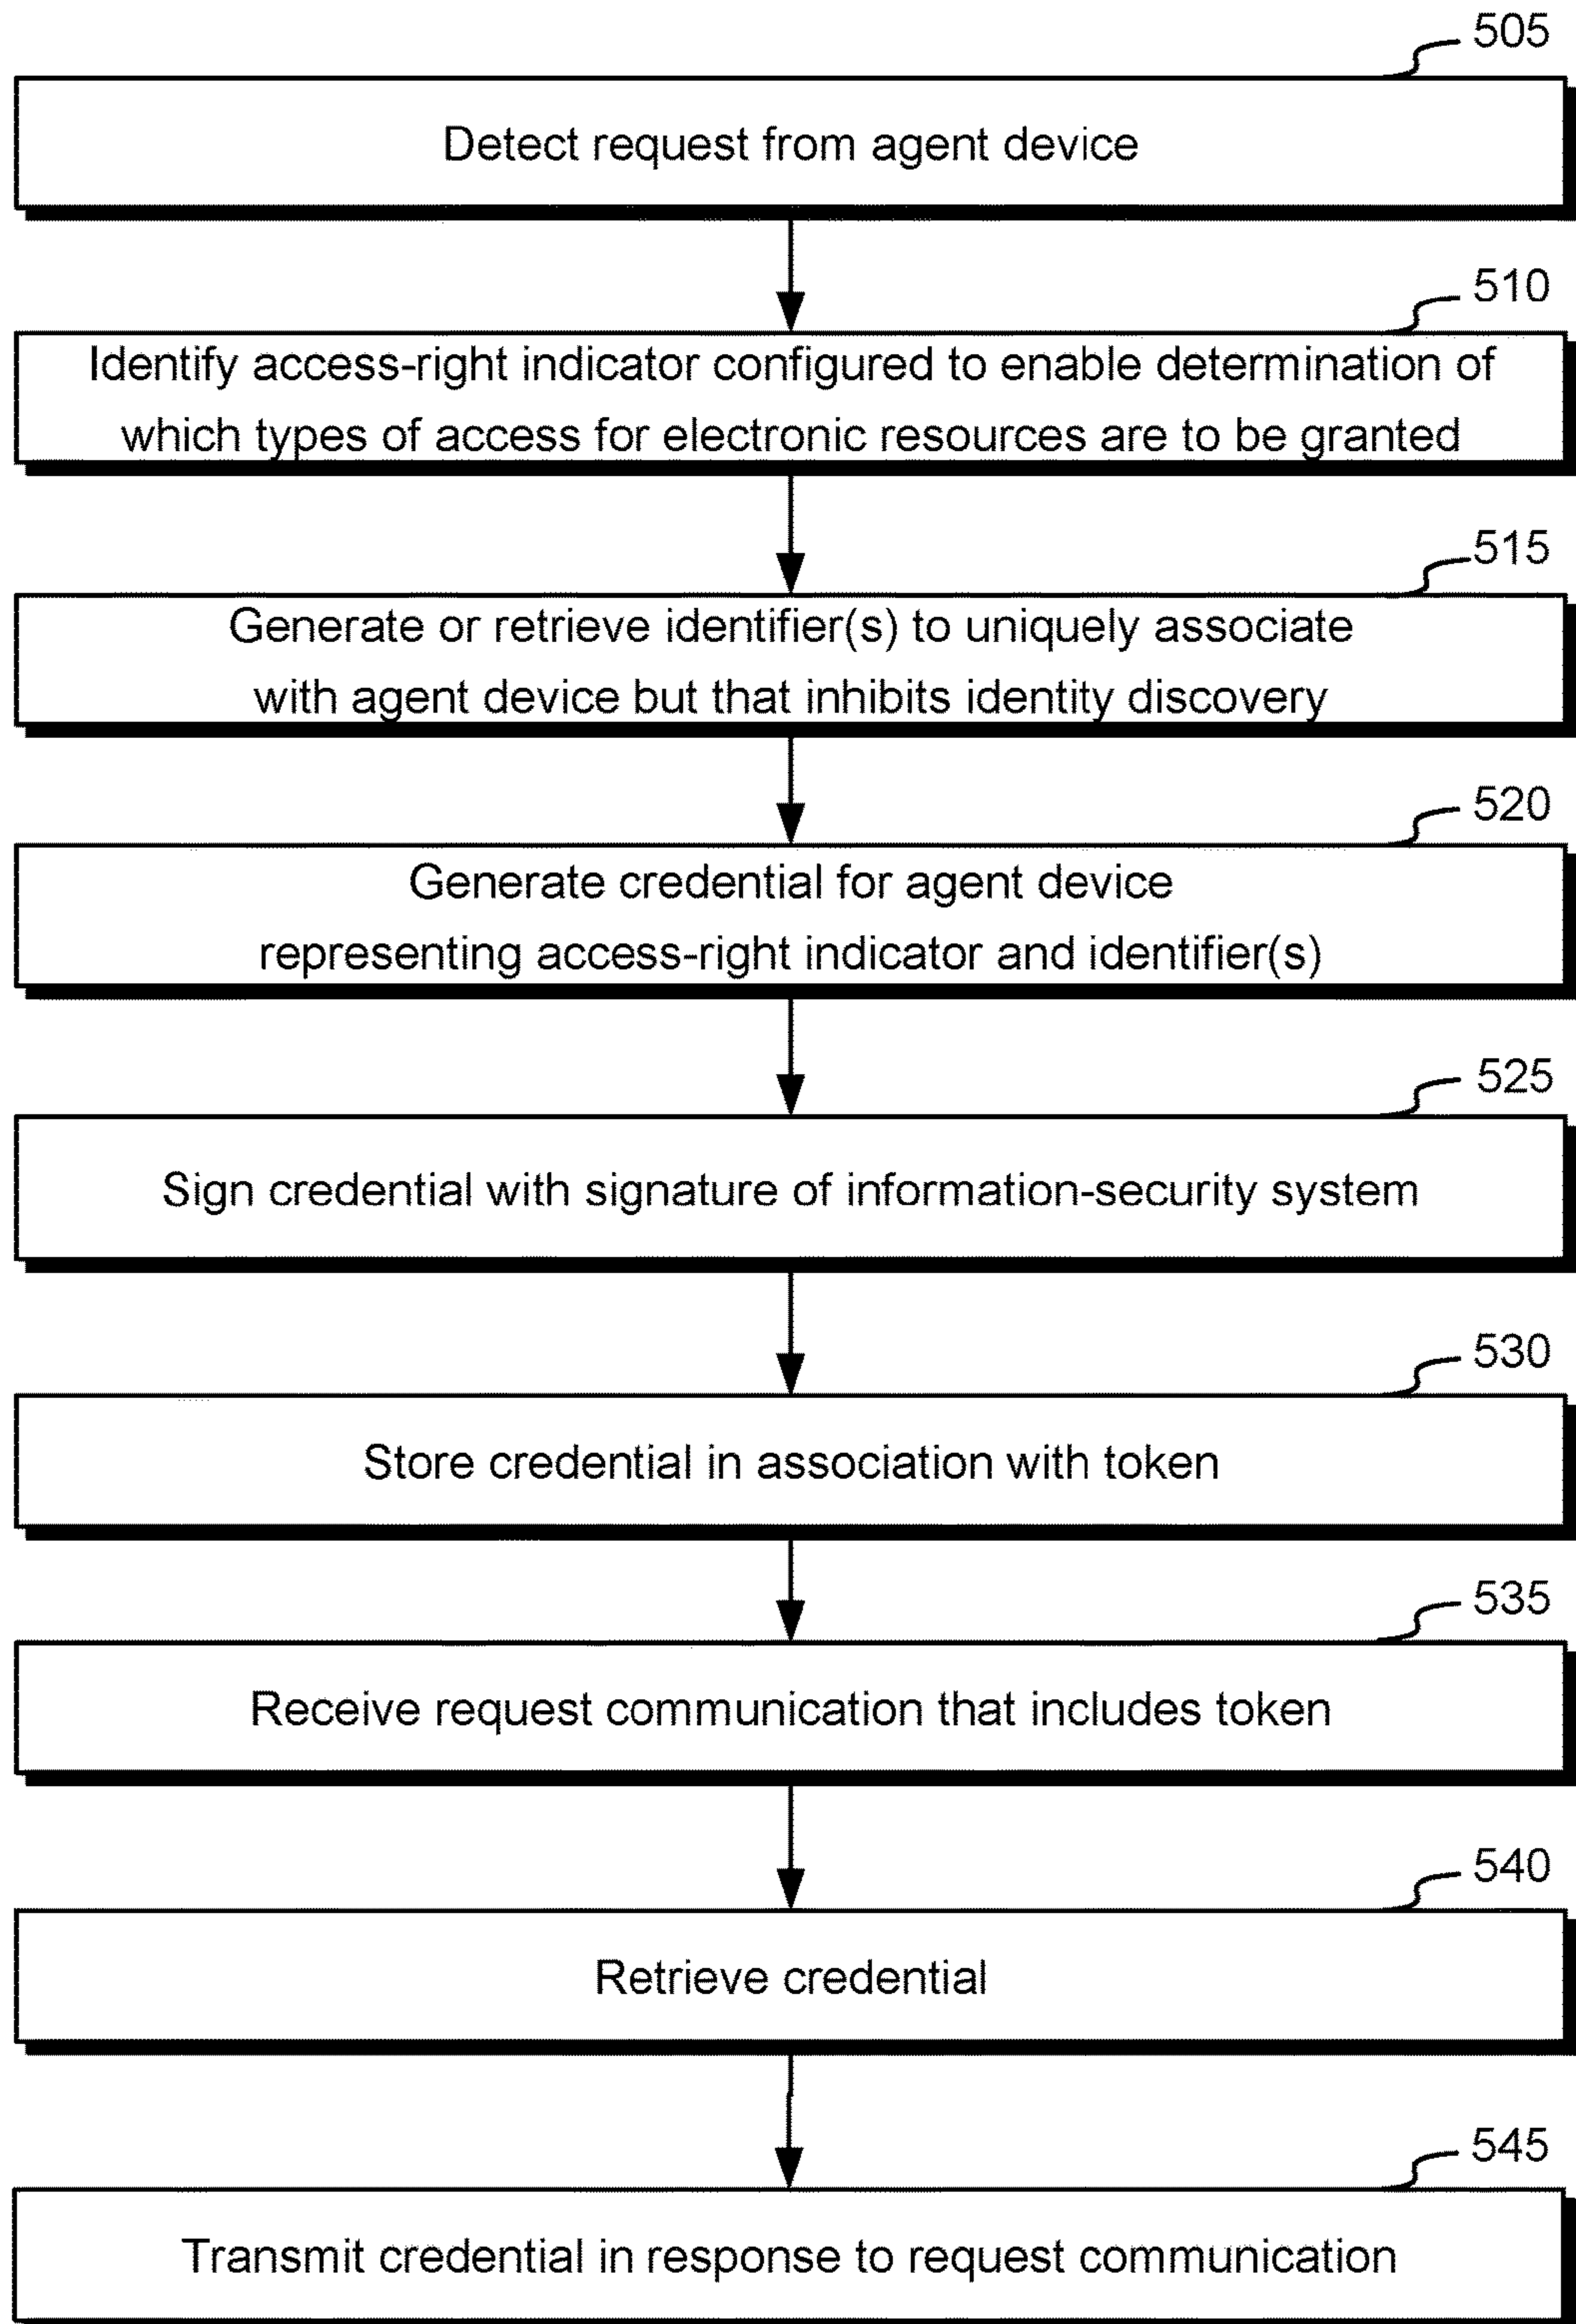 505
Detect request from agent device
510
Identify access-right indicator configured to enable determination of
which types of access for electronic resources are to be granted
515
Generate or retrieve identifier(s) to uniquely associate
with agent device but that inhibits identity discovery
520
Generate credential for agent device
representing access-right indicator and identifier(s)
525
Sign credential with signature of information-security system
530
Store credential in association with token
535
Receive request communication that includes token
540
Retrieve credential
545
Transmit credential in response to request communication